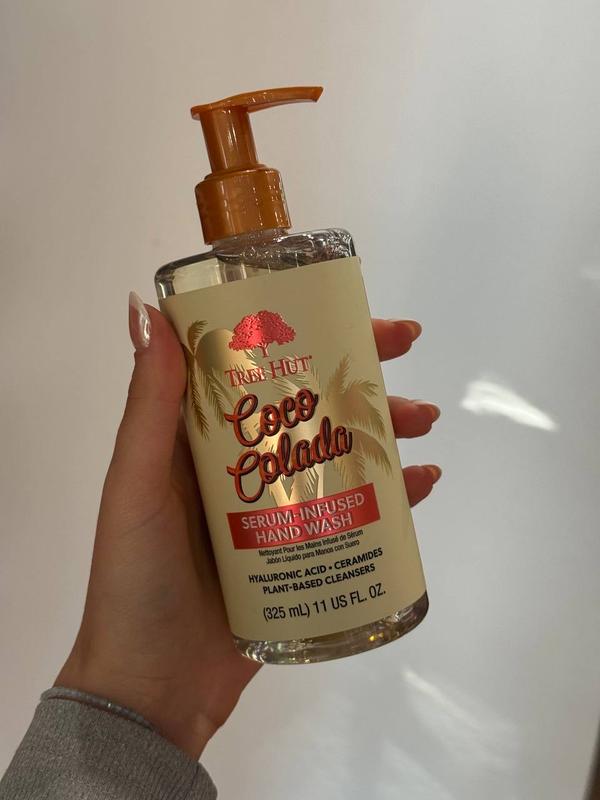 TREE HUT
Coco
Colada
SERUM-INFUSED
HAND WASH
Nettoyant Pour les Mains Infusé de Sérum
Jabón Líquido para Manos con Suero
HYALURONIC ACID • CERAMIDES
PLANT-BASED CLEANSERS
(325 mL) 11 US FL. OZ.